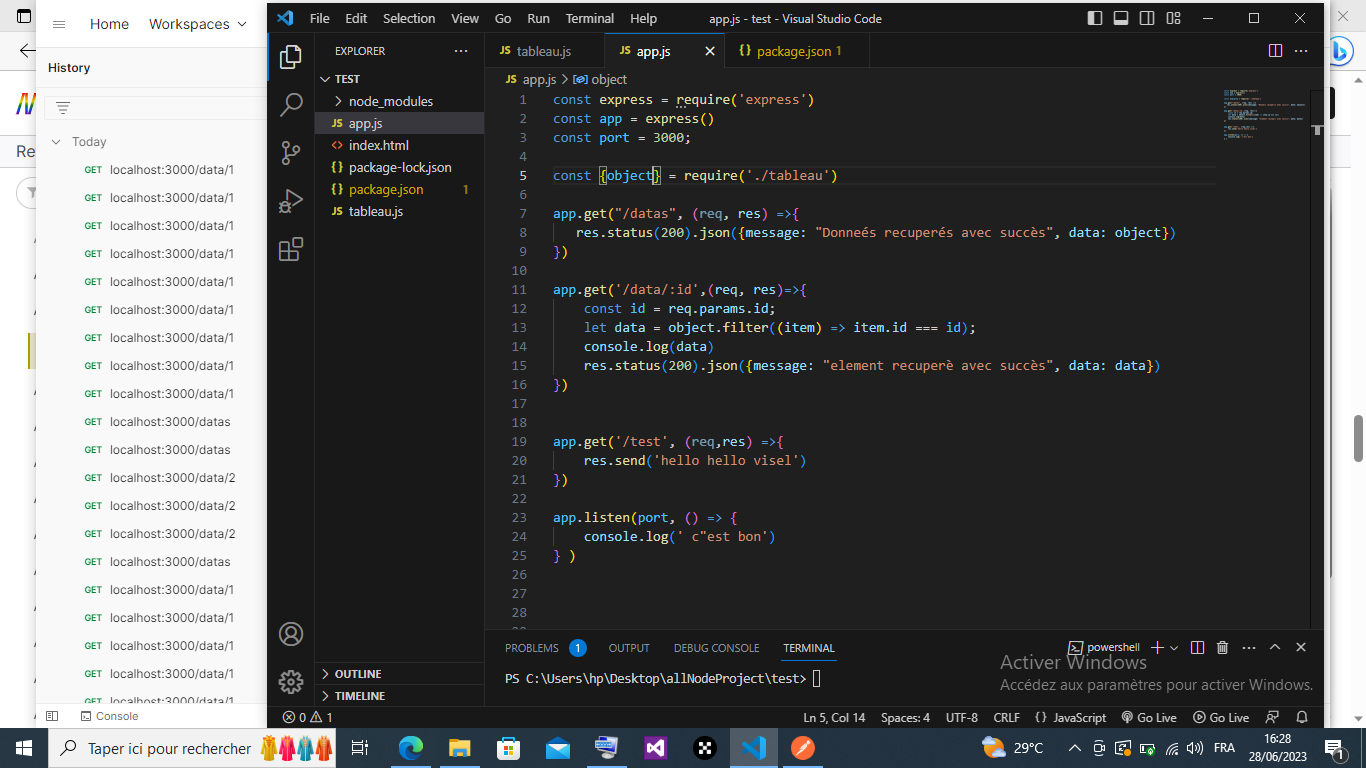 Home Workspaces
History
Re
Today
GET localhost:3000/data/1
GET localhost:3000/data/1
GET localhost:3000/data/1
GET localhost:3000/data/1
GET localhost:3000/data/1
GET localhost:3000/data/1
GET localhost:3000/data/1
GET localhost:3000/data/1
GET localhost:3000/data/1
GET localhost:3000/datas
GET localhost:3000/datas
GET localhost:3000/data/2
GET localhost:3000/data/2
GET localhost:3000/data/2
GET localhost:3000/datas
GET localhost:3000/data/1
GET localhost:3000/data/1
GET localhost:3000/data/1
GET localhost:3000/data/1
GET localhost:3000/data/1
Console
File Edit Selection View Go Run Terminal Help app.js - test - Visual Studio Code
EXPLORER
TEST
node_modules
JS app.js
<> index.html
{} package-lock.json
{} package.json 1
JS tableau.js
OUTLINE
TIMELINE
JS tableau.js JS app.js {} package.json 1
JS app.js > object
1 const express = require('express')
2 const app = express()
3 const port = 3000;
4
5 const {object} = require('./tableau')
6
7 app.get("/datas", (req, res) =>{
8 res.status(200).json({message: "Donneés recuperés avec succès", data: object})
9 })
10
11 app.get('/data/:id',(req, res)=>{
12 const id = req.params.id;
13 let data = object.filter((item) => item.id === id);
14 console.log(data)
15 res.status(200).json({message: "element recuperè avec succès", data: data})
16 })
17
18
19 app.get('/test', (req,res) =>{
20 res.send('hello hello visel')
21 })
22
23 app.listen(port, () => {
24 console.log(' c"est bon')
25 } )
26
27
28
PROBLEMS 1 OUTPUT DEBUG CONSOLE TERMINAL powershell
PS C:\Users\hp\Desktop\allNodeProject\test>
Activer Windows
Accédez aux paramètres pour activer Windows.
0 1 Ln 5, Col 14 Spaces: 4 UTF-8 CRLF {} JavaScript Go Live Go Live
Taper ici pour rechercher 29°C FRA 16:28
28/06/2023
1